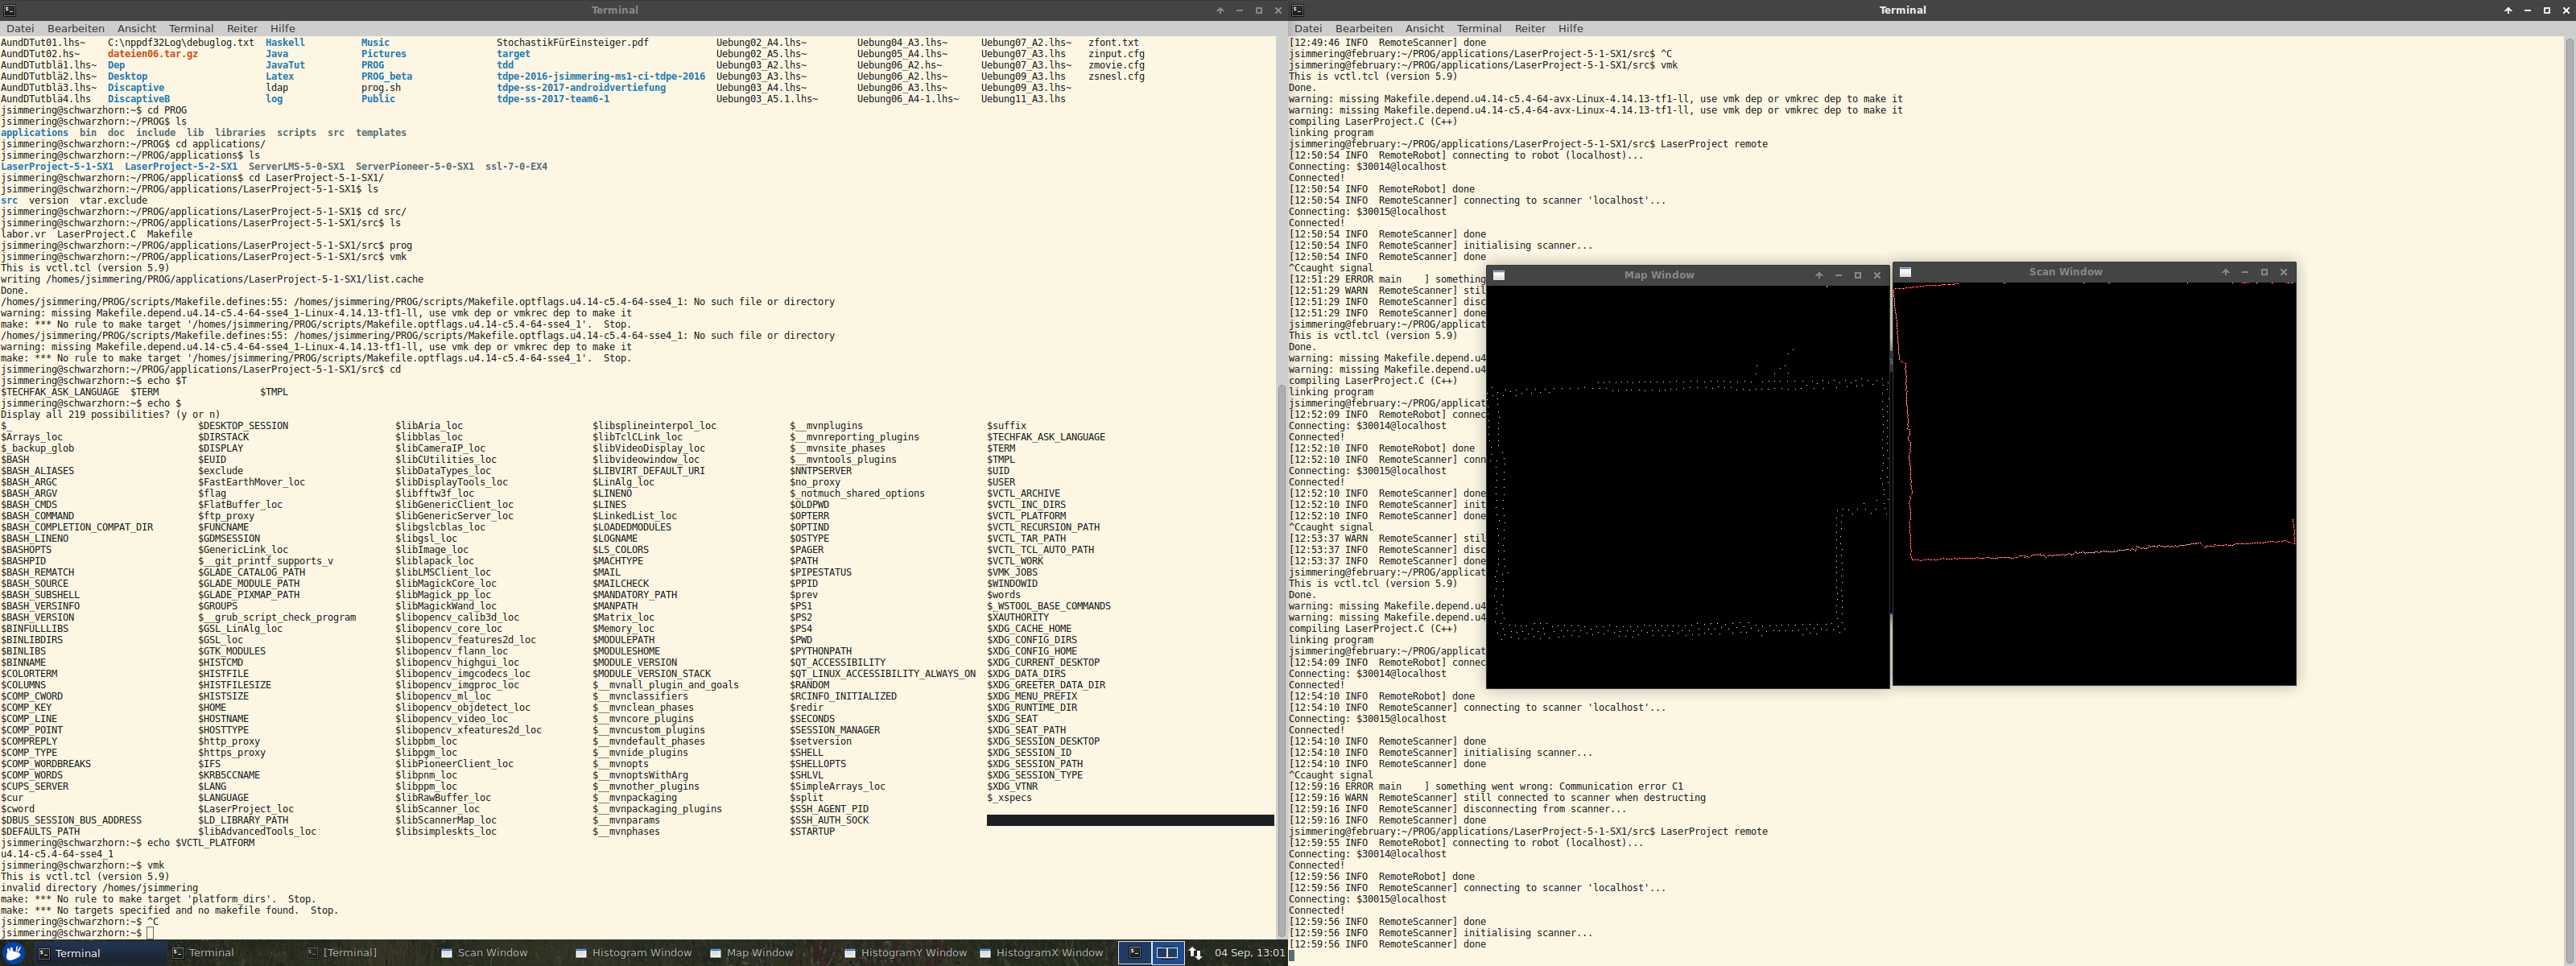 Terminal
Datei Bearbeiten Ansicht Terminal Reiter Hilfe
AundDTut01.lhs~ C:\nppdf32Log\debuglog.txt Haskell Music StochastikFürEinsteiger.pdf Uebung02_A4.lhs~ Uebung04_A3.lhs~ Uebung07_A2.lhs~ zfont.txt
AundDTut02.hs~ dateien06.tar.gz Java Pictures target Uebung02_A5.lhs~ Uebung05_A4.lhs~ Uebung07_A3.lhs zinput.cfg
AundDTutblä1.lhs~ Dep JavaTut PROG tdd Uebung03_A2.lhs~ Uebung06_A2.hs~ Uebung07_A3.lhs~ zmovie.cfg
AundDTutblä2.lhs~ Desktop Latex PROG_beta tdpe-2016-jsimmering-ms1-ci-tdpe-2016 Uebung03_A3.lhs~ Uebung06_A2.lhs~ Uebung09_A3.lhs zsnesl.cfg
AundDTutblä3.lhs~ Discaptive ldap prog.sh tdpe-ss-2017-androidvertiefung Uebung03_A4.lhs~ Uebung06_A3.lhs~ Uebung09_A3.lhs~
AundDTutblä4.lhs DiscaptiveB log Public tdpe-ss-2017-team6-1 Uebung03_A5.1.lhs~ Uebung06_A4-1.lhs~ Uebung11_A3.lhs
jsimmering@schwarzhorn:~$ cd PROG
jsimmering@schwarzhorn:~/PROG$ ls
applications bin doc include lib libraries scripts src templates
jsimmering@schwarzhorn:~/PROG$ cd applications/
jsimmering@schwarzhorn:~/PROG/applications$ ls
LaserProject-5-1-SX1 LaserProject-5-2-SX1 ServerLMS-5-0-SX1 ServerPioneer-5-0-SX1 ssl-7-0-EX4
jsimmering@schwarzhorn:~/PROG/applications$ cd LaserProject-5-1-SX1/
jsimmering@schwarzhorn:~/PROG/applications/LaserProject-5-1-SX1$ ls
src version vtar.exclude
jsimmering@schwarzhorn:~/PROG/applications/LaserProject-5-1-SX1$ cd src/
jsimmering@schwarzhorn:~/PROG/applications/LaserProject-5-1-SX1/src$ ls
labor.vr LaserProject.C Makefile
jsimmering@schwarzhorn:~/PROG/applications/LaserProject-5-1-SX1/src$ prog
jsimmering@schwarzhorn:~/PROG/applications/LaserProject-5-1-SX1/src$ vmk
This is vctl.tcl (version 5.9)
writing /homes/jsimmering/PROG/applications/LaserProject-5-1-SX1/list.cache
Done.
/homes/jsimmering/PROG/scripts/Makefile.defines:55: /homes/jsimmering/PROG/scripts/Makefile.optflags.u4.14-c5.4-64-sse4_1: No such file or directory
warning: missing Makefile.depend.u4.14-c5.4-64-sse4_1-Linux-4.14.13-tf1-ll, use vmk dep or vmkrec dep to make it
make: *** No rule to make target '/homes/jsimmering/PROG/scripts/Makefile.optflags.u4.14-c5.4-64-sse4_1'.  Stop.
/homes/jsimmering/PROG/scripts/Makefile.defines:55: /homes/jsimmering/PROG/scripts/Makefile.optflags.u4.14-c5.4-64-sse4_1: No such file or directory
warning: missing Makefile.depend.u4.14-c5.4-64-sse4_1-Linux-4.14.13-tf1-ll, use vmk dep or vmkrec dep to make it
make: *** No rule to make target '/homes/jsimmering/PROG/scripts/Makefile.optflags.u4.14-c5.4-64-sse4_1'.  Stop.
jsimmering@schwarzhorn:~/PROG/applications/LaserProject-5-1-SX1/src$ cd
jsimmering@schwarzhorn:~$ echo $T
$TECHFAK_ASK_LANGUAGE $TERM $TMPL
jsimmering@schwarzhorn:~$ echo $
Display all 219 possibilities? (y or n)
$_ $DESKTOP_SESSION $libAria_loc $libsplineinterpol_loc $__mvnplugins $suffix
$Arrays_loc $DIRSTACK $libblas_loc $libTclCLink_loc $__mvnreporting_plugins $TECHFAK_ASK_LANGUAGE
$_backup_glob $DISPLAY $libCameraIP_loc $libVideoDisplay_loc $__mvnsite_phases $TERM
$BASH $EUID $libCUtilities_loc $libvideowindow_loc $__mvntools_plugins $TMPL
$BASH_ALIASES $exclude $libDataTypes_loc $LIBVIRT_DEFAULT_URI $NNTPSERVER $UID
$BASH_ARGC $FastEarthMover_loc $libDisplayTools_loc $LinAlg_loc $no_proxy $USER
$BASH_ARGV $flag $libfftw3f_loc $LINENO $_notmuch_shared_options $VCTL_ARCHIVE
$BASH_CMDS $FlatBuffer_loc $libGenericClient_loc $LINES $OLDPWD $VCTL_INC_DIRS
$BASH_COMMAND $ftp_proxy $libGenericServer_loc $LinkedList_loc $OPTERR $VCTL_PLATFORM
$BASH_COMPLETION_COMPAT_DIR $FUNCNAME $libgslcblas_loc $LOADEDMODULES $OPTIND $VCTL_RECURSION_PATH
$BASH_LINENO $GDMSESSION $libgsl_loc $LOGNAME $OSTYPE $VCTL_TAR_PATH
$BASHOPTS $GenericLink_loc $libImage_loc $LS_COLORS $PAGER $VCTL_TCL_AUTO_PATH
$BASHPID $__git_printf_supports_v $liblapack_loc $MACHTYPE $PATH $VCTL_WORK
$BASH_REMATCH $GLADE_CATALOG_PATH $libLMSClient_loc $MAIL $PIPESTATUS $VMK_JOBS
$BASH_SOURCE $GLADE_MODULE_PATH $libMagickCore_loc $MAILCHECK $PPID $WINDOWID
$BASH_SUBSHELL $GLADE_PIXMAP_PATH $libMagick_pp_loc $MANDATORY_PATH $prev $words
$BASH_VERSINFO $GROUPS $libMagickWand_loc $MANPATH $PS1 $_WSTOOL_BASE_COMMANDS
$BASH_VERSION $__grub_script_check_program $libopencv_calib3d_loc $Matrix_loc $PS2 $XAUTHORITY
$BINFULLLIBS $GSL_LinAlg_loc $libopencv_core_loc $Memory_loc $PS4 $XDG_CACHE_HOME
$BINLIBDIRS $GSL_loc $libopencv_features2d_loc $MODULEPATH $PWD $XDG_CONFIG_DIRS
$BINLIBS $GTK_MODULES $libopencv_flann_loc $MODULESHOME $PYTHONPATH $XDG_CONFIG_HOME
$BINNAME $HISTCMD $libopencv_highgui_loc $MODULE_VERSION $QT_ACCESSIBILITY $XDG_CURRENT_DESKTOP
$COLORTERM $HISTFILE $libopencv_imgcodecs_loc $MODULE_VERSION_STACK $QT_LINUX_ACCESSIBILITY_ALWAYS_ON $XDG_DATA_DIRS
$COLUMNS $HISTFILESIZE $libopencv_imgproc_loc $__mvnall_plugin_and_goals $RANDOM $XDG_GREETER_DATA_DIR
$COMP_CWORD $HISTSIZE $libopencv_ml_loc $__mvnclassifiers $RCINFO_INITIALIZED $XDG_MENU_PREFIX
$COMP_KEY $HOME $libopencv_objdetect_loc $__mvnclean_phases $redir $XDG_RUNTIME_DIR
$COMP_LINE $HOSTNAME $libopencv_video_loc $__mvncore_plugins $SECONDS $XDG_SEAT
$COMP_POINT $HOSTTYPE $libopencv_xfeatures2d_loc $__mvncustom_plugins $SESSION_MANAGER $XDG_SEAT_PATH
$COMPREPLY $http_proxy $libpbm_loc $__mvndefault_phases $setversion $XDG_SESSION_DESKTOP
$COMP_TYPE $https_proxy $libpgm_loc $__mvnide_plugins $SHELL $XDG_SESSION_ID
$COMP_WORDBREAKS $IFS $libPioneerClient_loc $__mvnopts $SHELLOPTS $XDG_SESSION_PATH
$COMP_WORDS $KRB5CCNAME $libpnm_loc $__mvnoptsWithArg $SHLVL $XDG_SESSION_TYPE
$CUPS_SERVER $LANG $libppm_loc $__mvnother_plugins $SimpleArrays_loc $XDG_VTNR
$cur $LANGUAGE $libRawBuffer_loc $__mvnpackaging $split $_xspecs
$cword $LaserProject_loc $libScanner_loc $__mvnpackaging_plugins $SSH_AGENT_PID
$DBUS_SESSION_BUS_ADDRESS $LD_LIBRARY_PATH $libScannerMap_loc $__mvnparams $SSH_AUTH_SOCK
$DEFAULTS_PATH $libAdvancedTools_loc $libsimpleskts_loc $__mvnphases $STARTUP
jsimmering@schwarzhorn:~$ echo $VCTL_PLATFORM
u4.14-c5.4-64-sse4_1
jsimmering@schwarzhorn:~$ vmk
This is vctl.tcl (version 5.9)
invalid directory /homes/jsimmering
make: *** No rule to make target 'platform_dirs'.  Stop.
make: *** No targets specified and no makefile found.  Stop.
jsimmering@schwarzhorn:~$ ^C
jsimmering@schwarzhorn:~$
Terminal Terminal [Terminal] Scan Window Histogram Window Map Window HistogramY Window HistogramX Window 04 Sep, 13:01
Terminal
Datei Bearbeiten Ansicht Terminal Reiter Hilfe
[12:49:46 INFO  RemoteScanner] done
jsimmering@february:~/PROG/applications/LaserProject-5-1-SX1/src$ ^C
jsimmering@february:~/PROG/applications/LaserProject-5-1-SX1/src$ vmk
This is vctl.tcl (version 5.9)
Done.
warning: missing Makefile.depend.u4.14-c5.4-64-avx-Linux-4.14.13-tf1-ll, use vmk dep or vmkrec dep to make it
warning: missing Makefile.depend.u4.14-c5.4-64-avx-Linux-4.14.13-tf1-ll, use vmk dep or vmkrec dep to make it
compiling LaserProject.C (C++)
linking program
jsimmering@february:~/PROG/applications/LaserProject-5-1-SX1/src$ LaserProject remote
[12:50:54 INFO  RemoteRobot] connecting to robot (localhost)...
Connecting: $30014@localhost
Connected!
[12:50:54 INFO  RemoteRobot] done
[12:50:54 INFO  RemoteScanner] connecting to scanner 'localhost'...
Connecting: $30015@localhost
Connected!
[12:50:54 INFO  RemoteScanner] done
[12:50:54 INFO  RemoteScanner] initialising scanner...
[12:50:54 INFO  RemoteScanner] done
^Ccaught signal
[12:51:29 ERROR main    ] something
[12:51:29 WARN  RemoteScanner] stil
[12:51:29 INFO  RemoteScanner] disc
[12:51:29 INFO  RemoteScanner] done
jsimmering@february:~/PROG/applicat
This is vctl.tcl (version 5.9)
Done.
warning: missing Makefile.depend.u4
warning: missing Makefile.depend.u4
compiling LaserProject.C (C++)
linking program
jsimmering@february:~/PROG/applicat
[12:52:09 INFO  RemoteRobot] connec
Connecting: $30014@localhost
Connected!
[12:52:10 INFO  RemoteRobot] done
[12:52:10 INFO  RemoteScanner] conn
Connecting: $30015@localhost
Connected!
[12:52:10 INFO  RemoteScanner] done
[12:52:10 INFO  RemoteScanner] init
[12:52:10 INFO  RemoteScanner] done
^Ccaught signal
[12:53:37 WARN  RemoteScanner] stil
[12:53:37 INFO  RemoteScanner] disc
[12:53:37 INFO  RemoteScanner] done
jsimmering@february:~/PROG/applicat
This is vctl.tcl (version 5.9)
Done.
warning: missing Makefile.depend.u4
warning: missing Makefile.depend.u4
compiling LaserProject.C (C++)
linking program
jsimmering@february:~/PROG/applicat
[12:54:09 INFO  RemoteRobot] connec
Connecting: $30014@localhost
Connected!
[12:54:10 INFO  RemoteRobot] done
[12:54:10 INFO  RemoteScanner] connecting to scanner 'localhost'...
Connecting: $30015@localhost
Connected!
[12:54:10 INFO  RemoteScanner] done
[12:54:10 INFO  RemoteScanner] initialising scanner...
[12:54:10 INFO  RemoteScanner] done
^Ccaught signal
[12:59:16 ERROR main    ] something went wrong: Communication error C1
[12:59:16 WARN  RemoteScanner] still connected to scanner when destructing
[12:59:16 INFO  RemoteScanner] disconnecting from scanner...
[12:59:16 INFO  RemoteScanner] done
jsimmering@february:~/PROG/applications/LaserProject-5-1-SX1/src$ LaserProject remote
[12:59:55 INFO  RemoteRobot] connecting to robot (localhost)...
Connecting: $30014@localhost
Connected!
[12:59:56 INFO  RemoteRobot] done
[12:59:56 INFO  RemoteScanner] connecting to scanner 'localhost'...
Connecting: $30015@localhost
Connected!
[12:59:56 INFO  RemoteScanner] done
[12:59:56 INFO  RemoteScanner] initialising scanner...
[12:59:56 INFO  RemoteScanner] done
Map Window
Scan Window